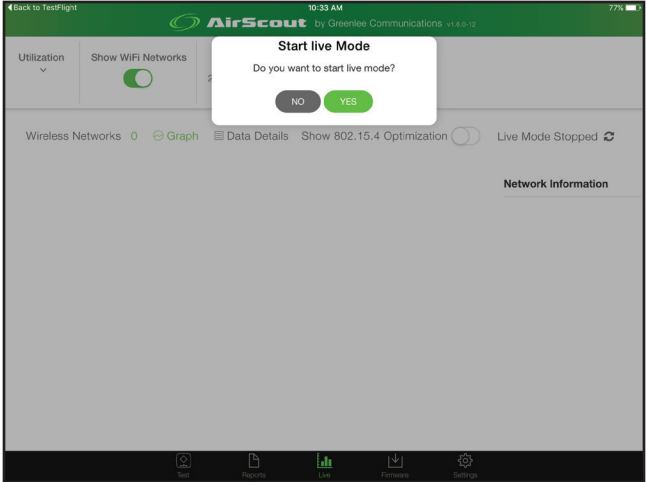 Back to TestFlight
10:33 AM
77%
AirScout by Greenlee Communications v1.8.0-12
Start live Mode
Do you want to start live mode?
NO
YES
Utilization
Show WiFi Networks
2
Wireless Networks 0
Graph
Data Details
Show 802.15.4 Optimization
Live Mode Stopped
Network Information
Test
Reports
Live
Firmware
Settings